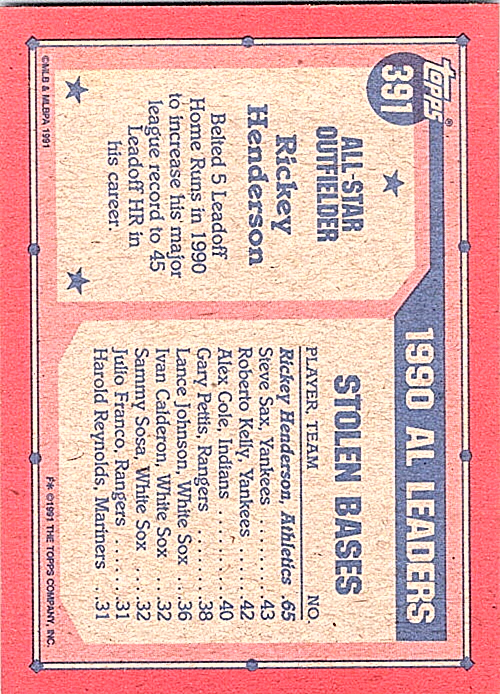 TOPPS®
391
ALL-STAR
OUTFIELDER
Rickey
Henderson
Belted 5 Leadoff
Home Runs in 1990
to increase his major
league record to 45
Leadoff HR in
his career.
©MLB & MLBPA 1991
1990 AL LEADERS
STOLEN BASES
PLAYER TEAM NO.
Rickey Henderson, Athletics .65
Steve Sax, Yankees ....... 43
Roberto Kelly, Yankees .... 42
Alex Cole, Indians ........ 40
Gary Pettis, Rangers ....... 38
Lance Johnson, White Sox .. 36
Ivan Calderon, White Sox .. 32
Sammy Sosa, White Sox ... 32
Julio Franco, Rangers ...... 31
Harold Reynolds, Mariners .. 31
F✻ ©1991 THE TOPPS COMPANY, INC.